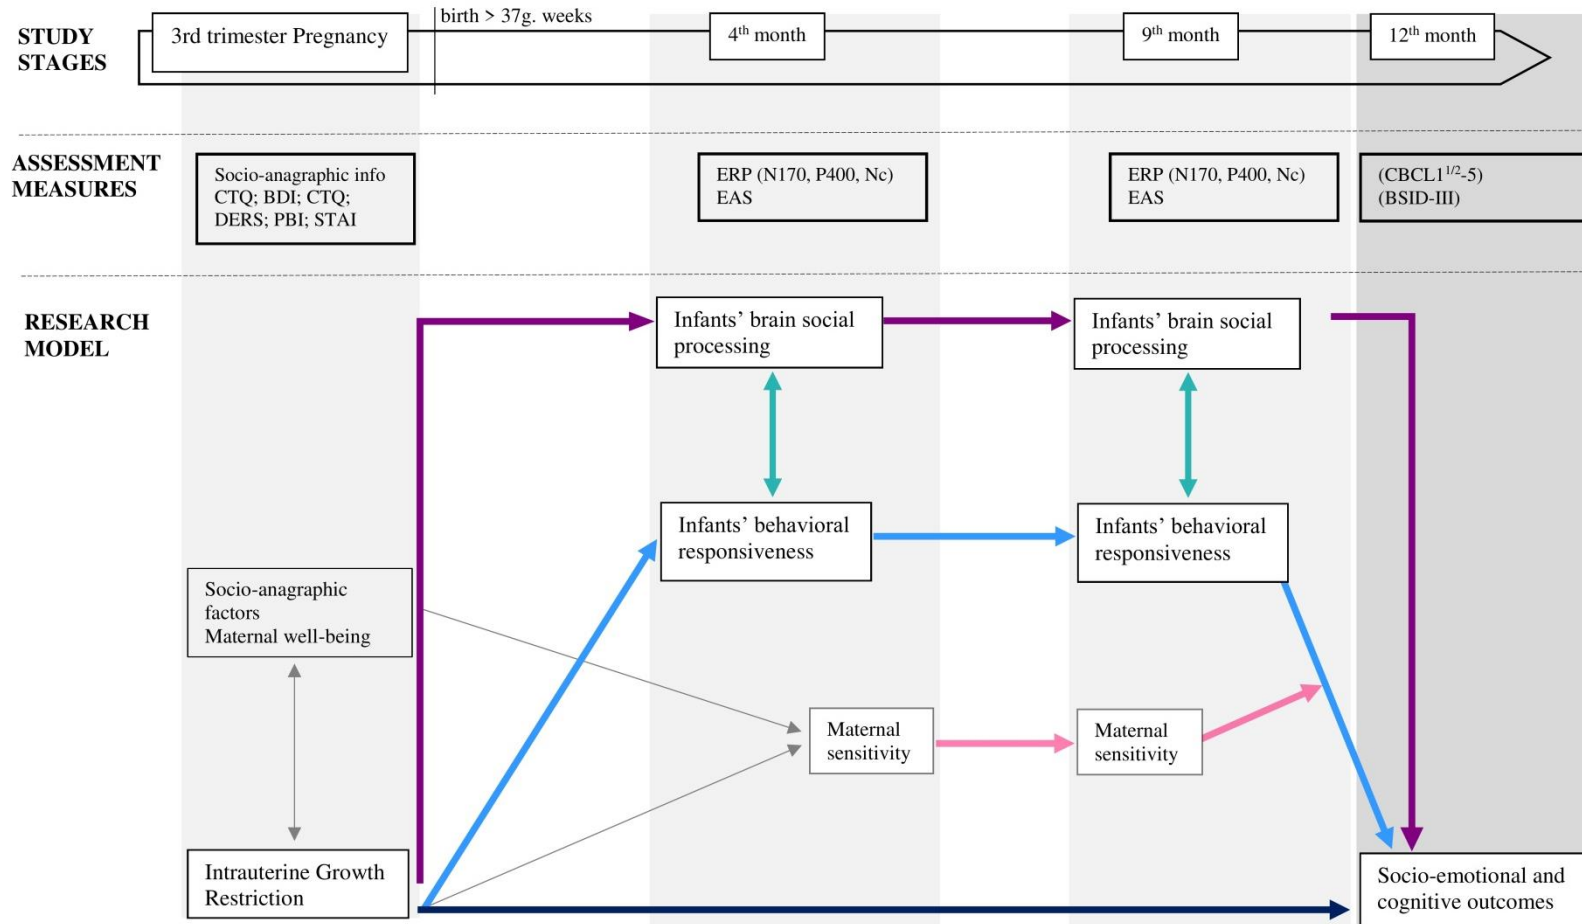 STUDY
STAGES
3rd trimester Pregnancy
birth > 37g. weeks
4th month
9th month
12th month
ASSESSMENT
MEASURES
Socio-anagraphic info
CTQ; BDI; CTQ;
DERS; PBI; STAI
ERP (N170, P400, Nc)
EAS
ERP (N170, P400, Nc)
EAS
(CBCL11/2-5)
(BSID-III)
RESEARCH
MODEL
Infants' brain social
processing
Infants' brain social
processing
Infants' behavioral
responsiveness
Infants' behavioral
responsiveness
Socio-anagraphic
factors
Maternal well-being
Maternal
sensitivity
Maternal
sensitivity
Intrauterine Growth
Restriction
Socio-emotional and
cognitive outcomes